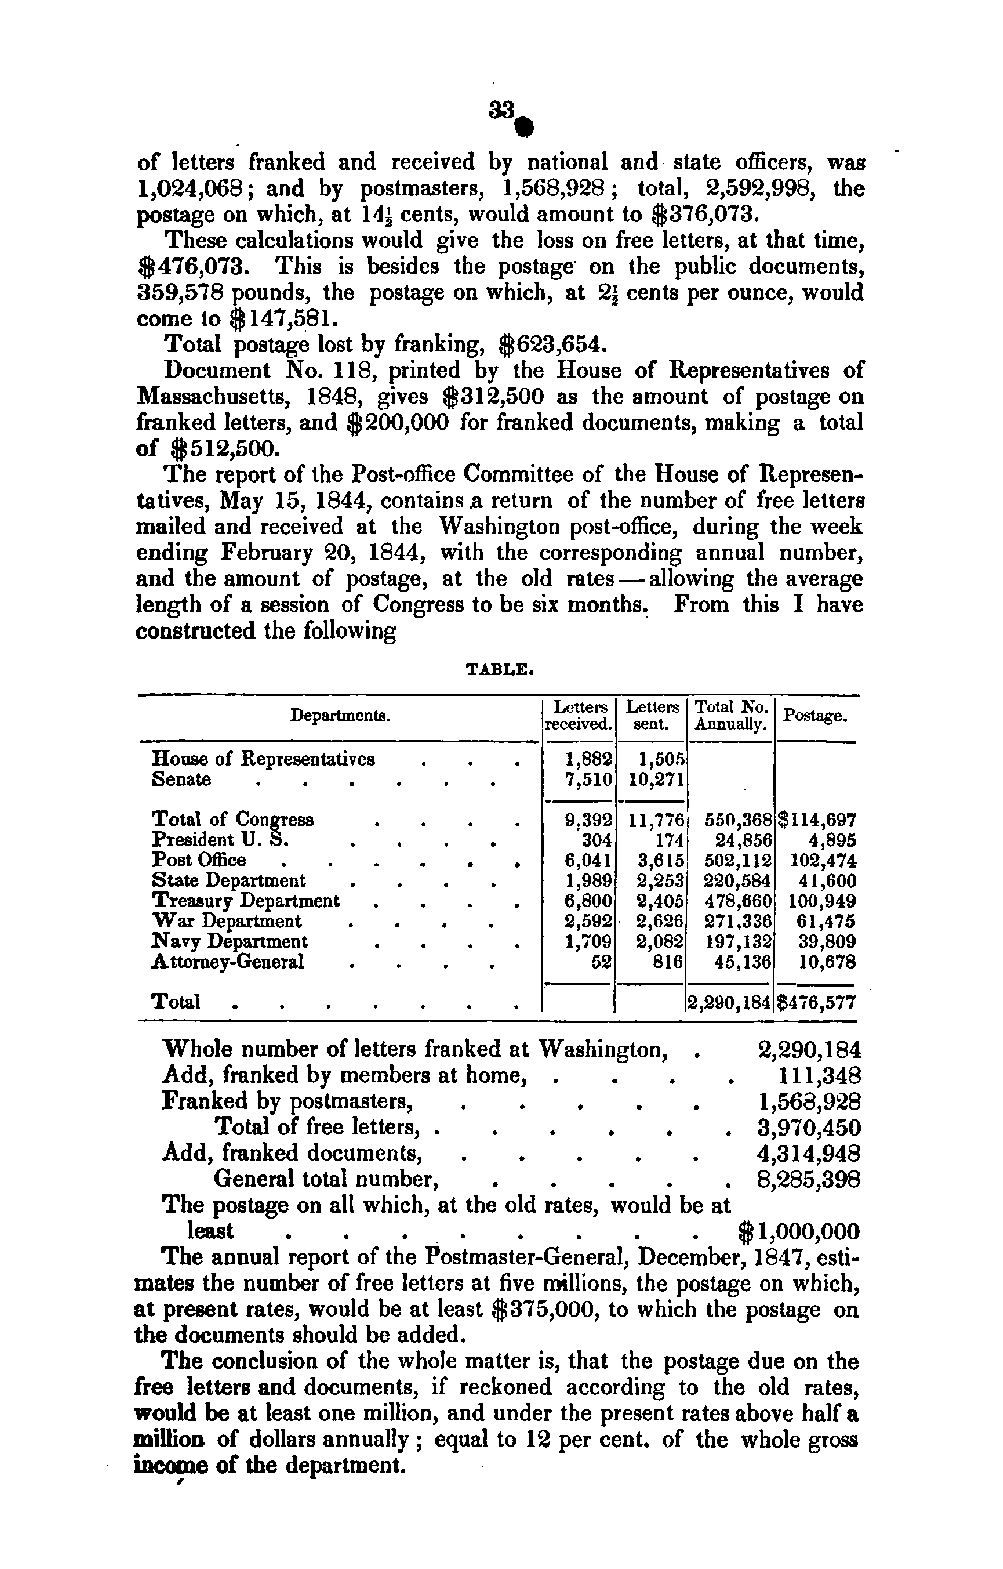 33
of letters franked and received by national and state officers, was
1,024,068; and by postmasters, 1,568,928; total, 2,592,998, the
postage on which, at 14½ cents, would amount to $376,073.
These calculations would give the loss on free letters, at that time,
$476,073. This is besides the postage on the public documents,
359,578 pounds, the postage on which, at 2½ cents per ounce, would
come to $147,581.
Total postage lost by franking, $623,654.
Document No. 118, printed by the House of Representatives of
Massachusetts, 1848, gives $312,500 as the amount of postage on
franked letters, and $200,000 for franked documents, making a total
of $512,500.
The report of the Post-office Committee of the House of Represen-
tatives, May 15, 1844, contains a return of the number of free letters
mailed and received at the Washington post-office, during the week
ending February 20, 1844, with the corresponding annual number,
and the amount of postage, at the old rates—allowing the average
length of a session of Congress to be six months. From this I have
constructed the following
TABLE.
Departments. Letters received. Letters sent. Total No. Annually. Postage.
House of Representatives . . . 1,882 1,505
Senate . . . . . . 7,510 10,271
Total of Congress . . . . 9,392 11,776 550,368 $114,697
President U. S. . . . . 304 174 24,856 4,895
Post Office . . . . . . 6,041 3,615 502,112 102,474
State Department . . . . 1,989 2,253 220,584 41,600
Treasury Department . . . . 6,800 2,405 478,660 100,949
War Department . . . . 2,592 2,626 271,336 61,475
Navy Department . . . . 1,709 2,082 197,132 39,809
Attorney-General . . . . 52 816 45,136 10,678
Total . . . . . . . 2,290,184 $476,577
Whole number of letters franked at Washington, . 2,290,184
Add, franked by members at home, . . . . 111,348
Franked by postmasters, . . . . . 1,568,928
Total of free letters, . . . . . . 3,970,450
Add, franked documents, . . . . . 4,314,948
General total number, . . . . . 8,285,398
The postage on all which, at the old rates, would be at
least . . . . . . . . $1,000,000
The annual report of the Postmaster-General, December, 1847, esti-
mates the number of free letters at five millions, the postage on which,
at present rates, would be at least $375,000, to which the postage on
the documents should be added.
The conclusion of the whole matter is, that the postage due on the
free letters and documents, if reckoned according to the old rates,
would be at least one million, and under the present rates above half a
million of dollars annually; equal to 12 per cent. of the whole gross
income of the department.